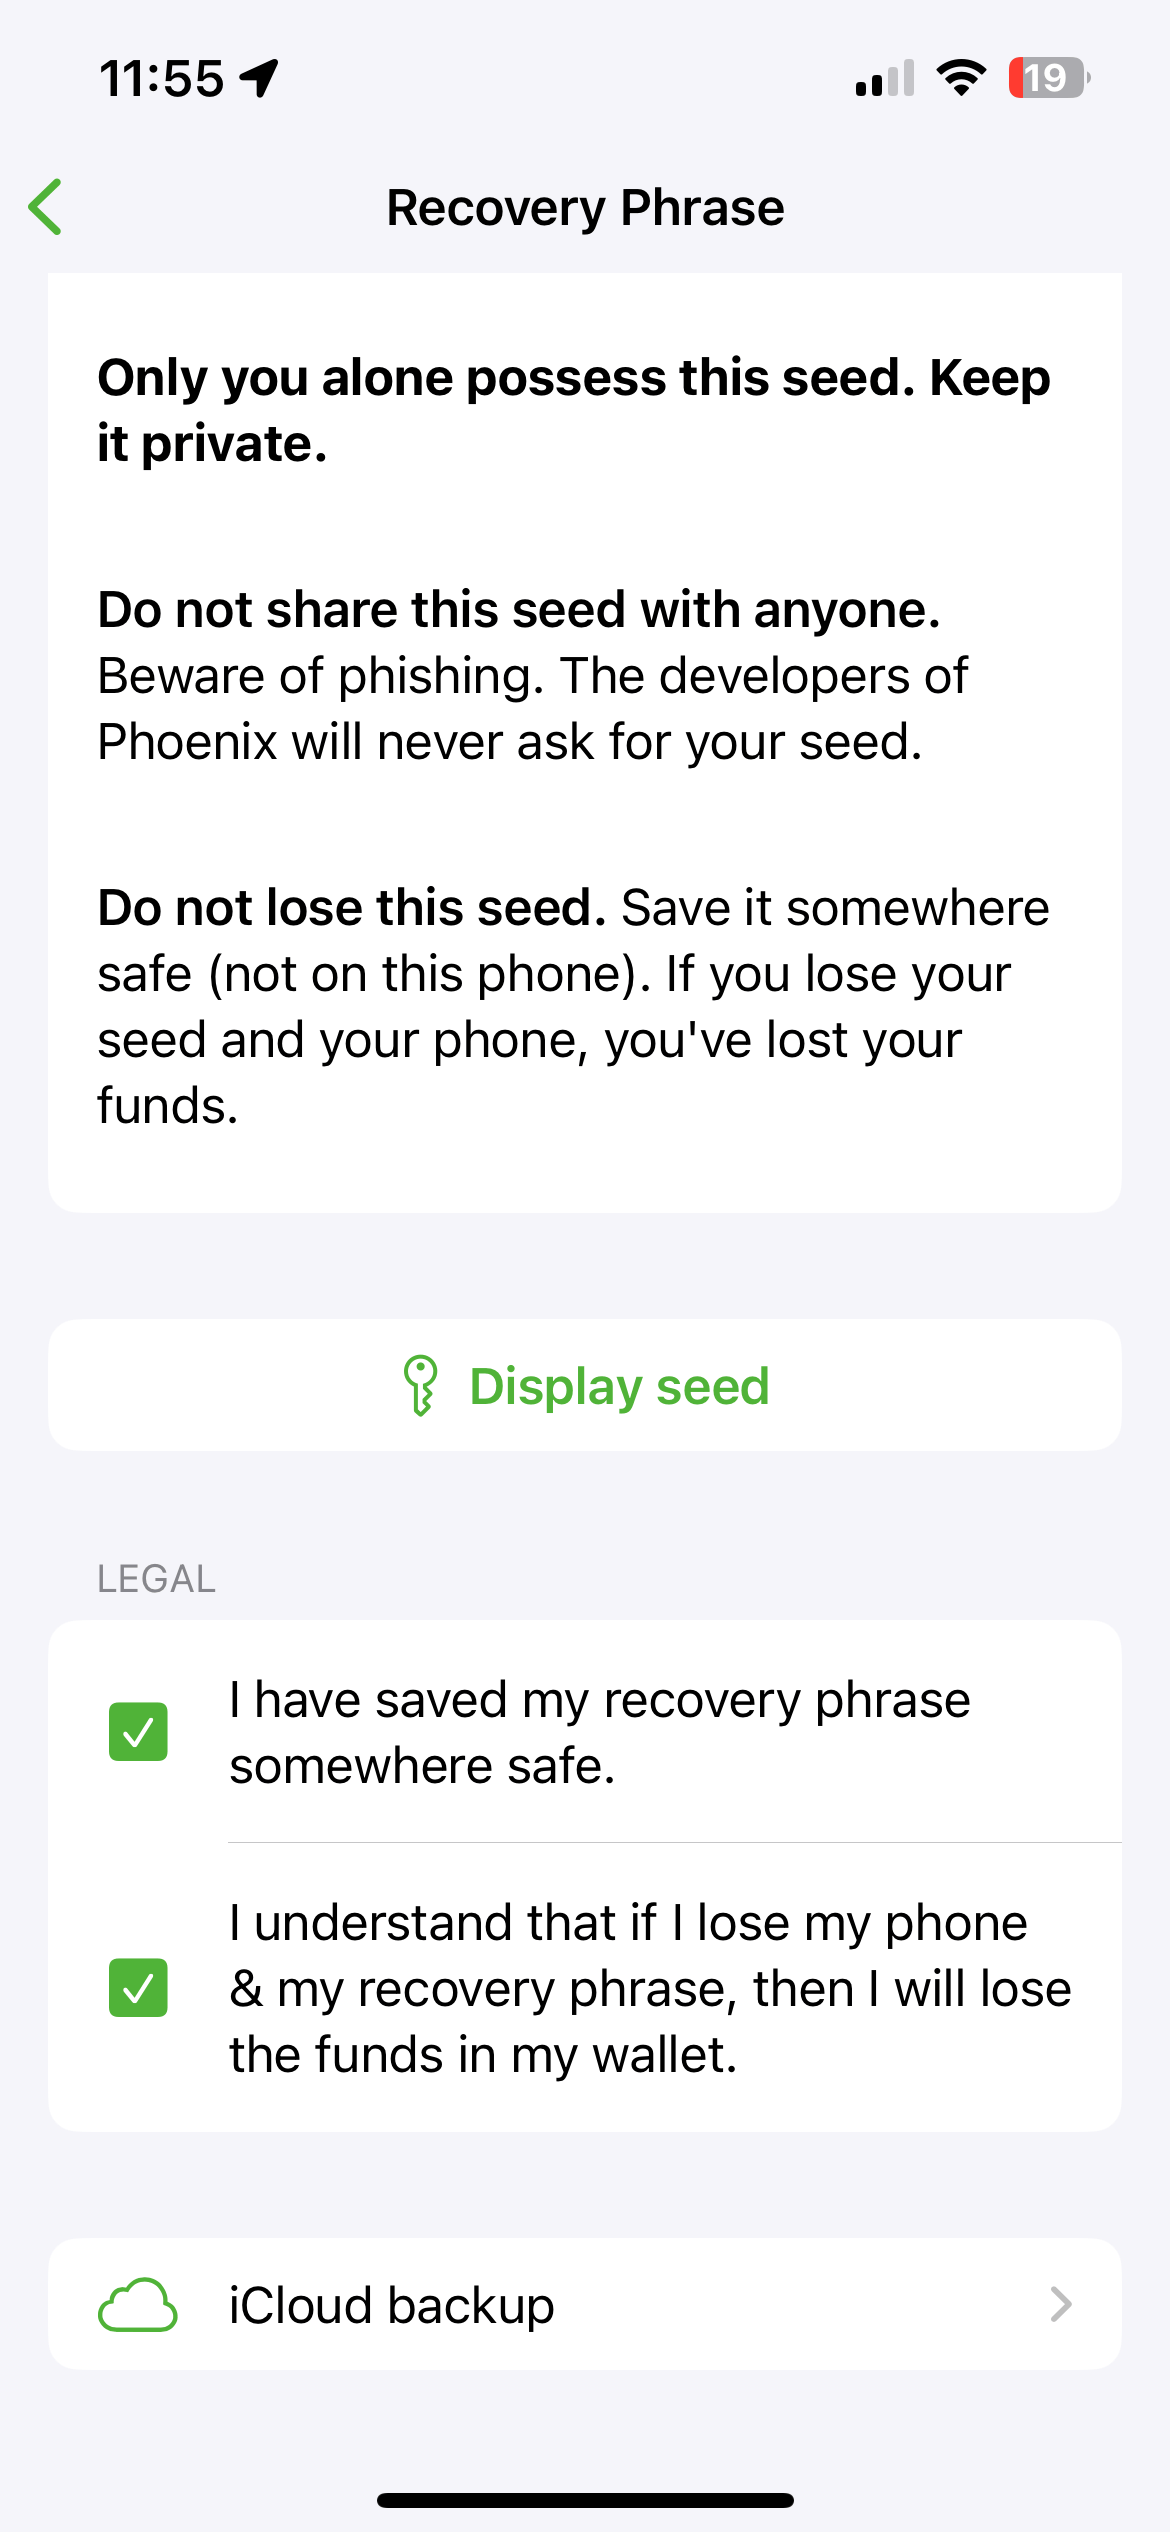 11:55
19
Recovery Phrase
Only you alone possess this seed. Keep
it private.
Do not share this seed with anyone.
Beware of phishing. The developers of
Phoenix will never ask for your seed.
Do not lose this seed. Save it somewhere
safe (not on this phone). If you lose your
seed and your phone, you've lost your
funds.
Display seed
LEGAL
I have saved my recovery phrase
somewhere safe.
I understand that if I lose my phone
& my recovery phrase, then I will lose
the funds in my wallet.
iCloud backup